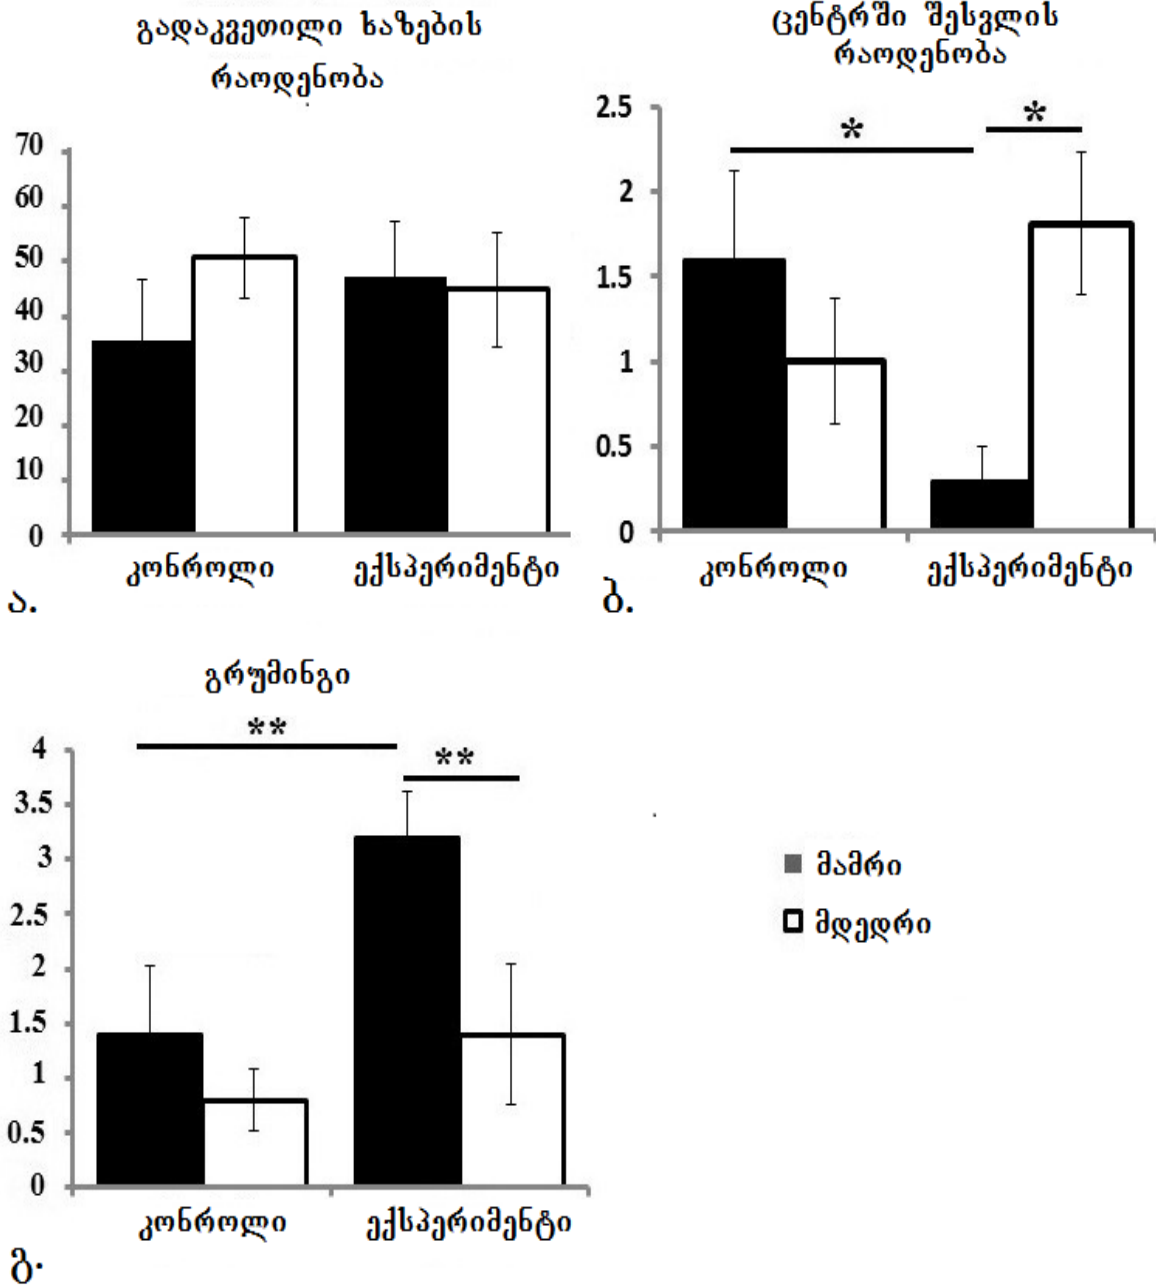 გადაკვეთილი ხაზების
რაოდენობა
70
60
50
40
30
20
10
0
კონროლი ექსპერიმენტი
ა.
ცენტრში შესვლის
რაოდენობა
2.5
2
1.5
1
0.5
0
* *
კონროლი ექსპერიმენტი
ბ.
გრუმინგი
4
3.5
3
2.5
2
1.5
1
0.5
0
** **
კონროლი ექსპერიმენტი
გ.
მამრი
მდედრი